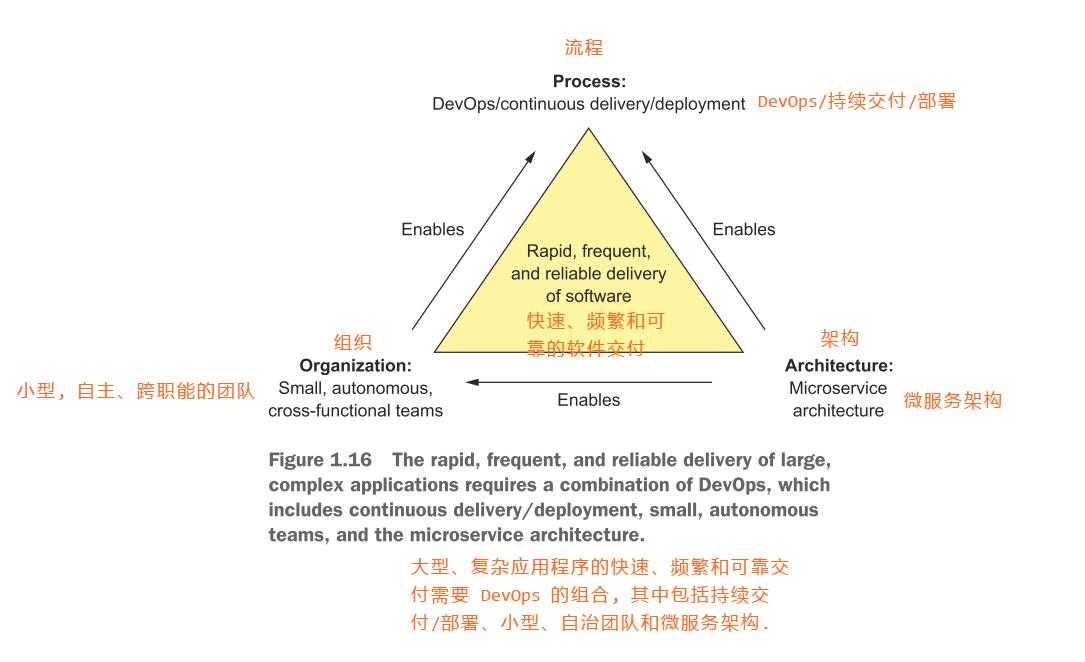 流程
Process:
DevOps/continuous delivery/deployment DevOps/持续交付/部署
Enables
Enables
Rapid, frequent,
and reliable delivery
of software
快速、频繁和可
靠的软件交付
组织
Organization:
Small, autonomous,
cross-functional teams
小型，自主、跨职能的团队
架构
Architecture:
Microservice
architecture
微服务架构
Enables
Figure 1.16 The rapid, frequent, and reliable delivery of large,
complex applications requires a combination of DevOps, which
includes continuous delivery/deployment, small, autonomous
teams, and the microservice architecture.
大型、复杂应用程序的快速、频繁和可靠交
付需要 DevOps 的组合，其中包括持续交
付/部署、小型、自治团队和微服务架构.